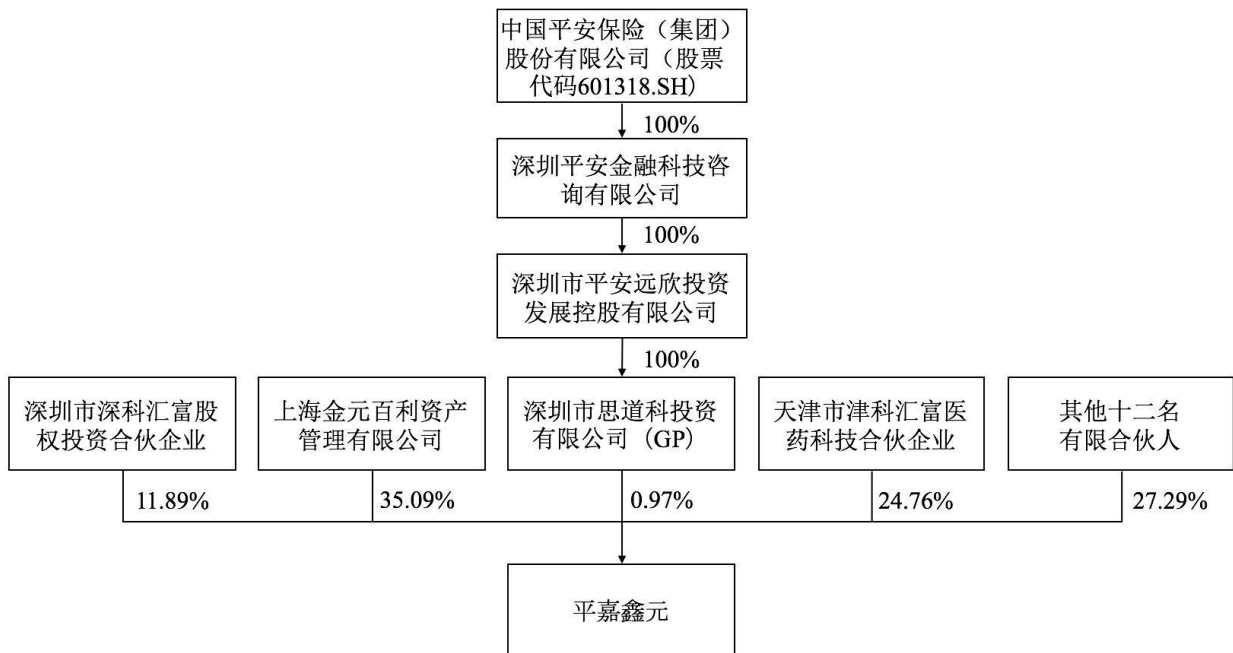 中国平安保险（集团）
股份有限公司（股票
代码601318.SH）
100%
深圳平安金融科技咨
询有限公司
100%
深圳市平安远欣投资
发展控股有限公司
100%
深圳市深科汇富股
权投资合伙企业
上海金元百利资产
管理有限公司
深圳市思道科投资
有限公司（GP）
天津市津科汇富医
药科技合伙企业
其他十二名
有限合伙人
11.89%
35.09%
0.97%
24.76%
27.29%
平嘉鑫元